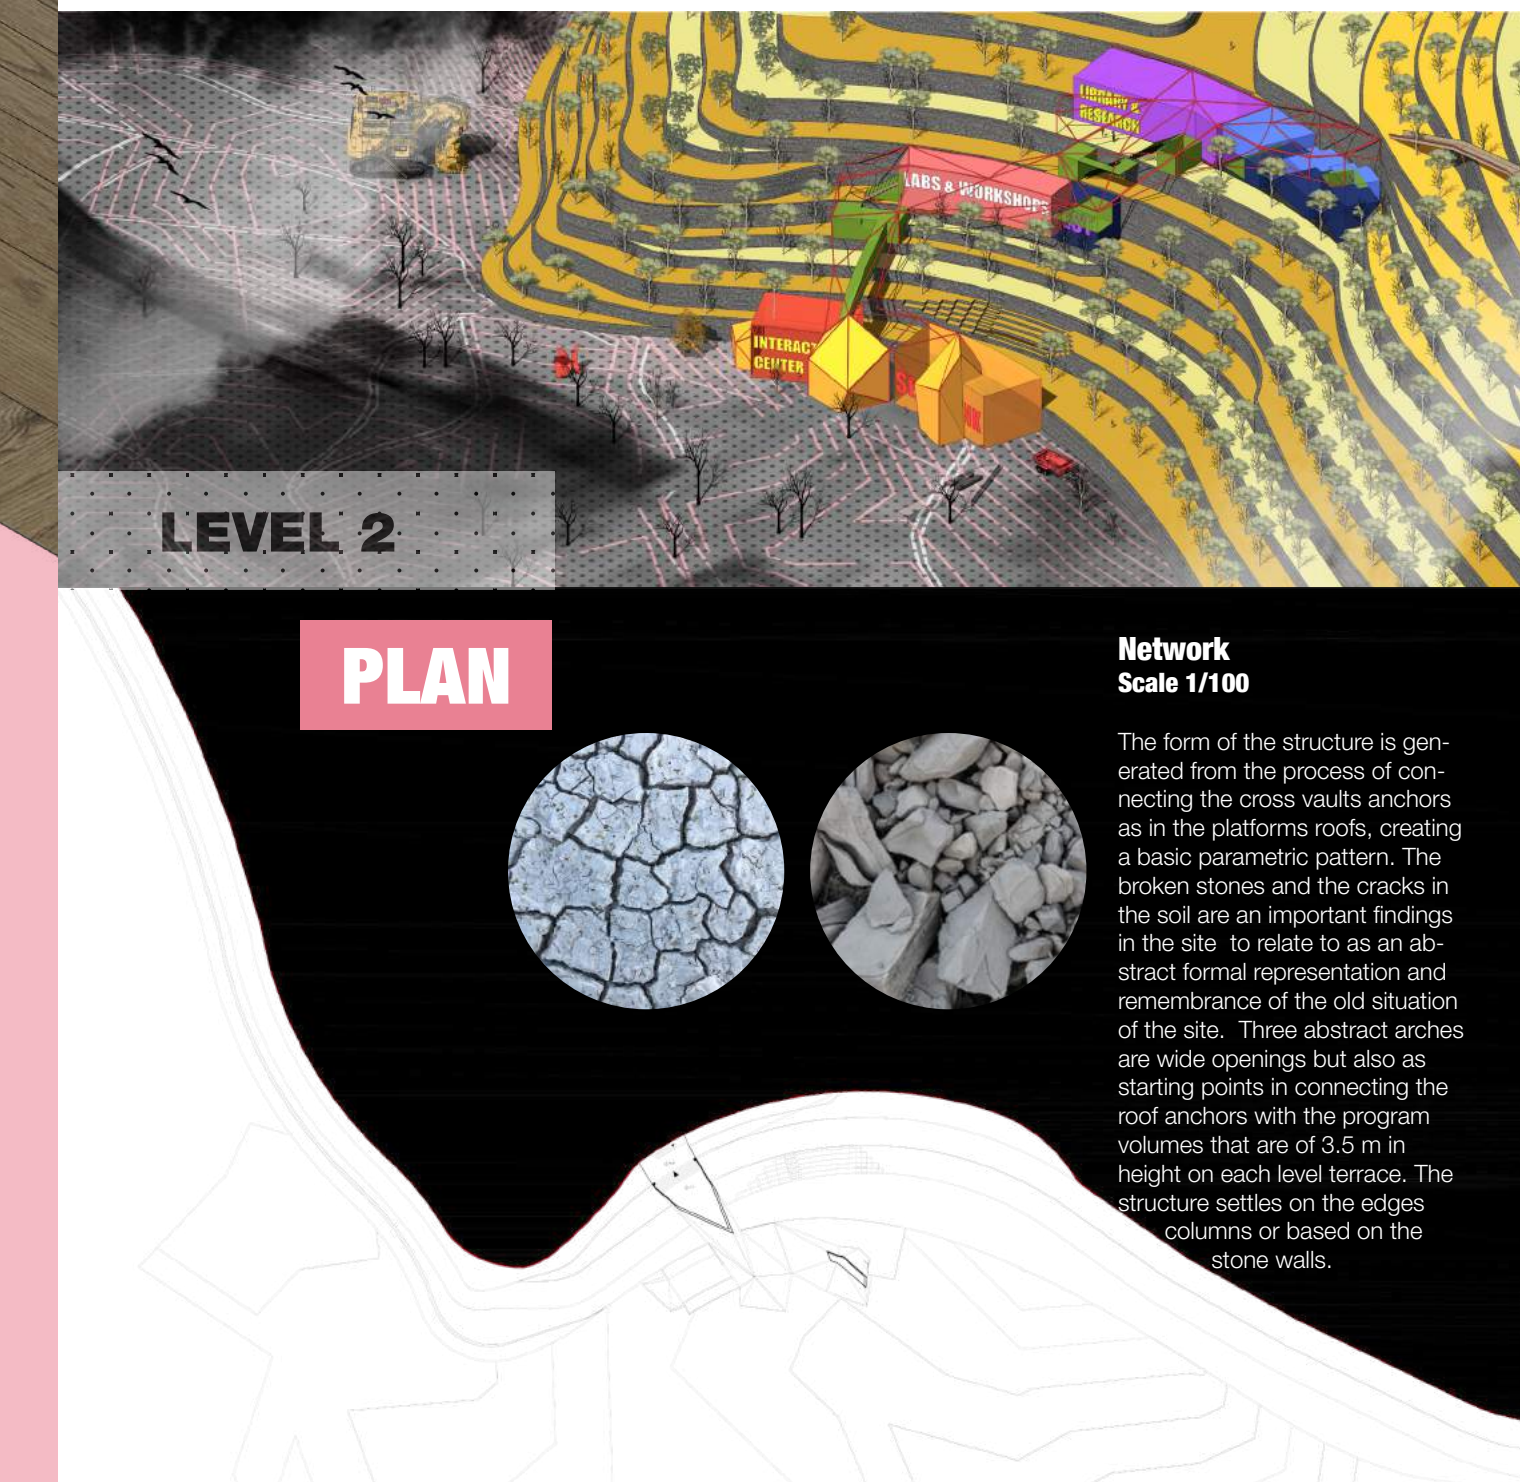 LIBRARY &
RESEARCH
LABS & WORKSHOPS
INTERACT
CENTER
LEVEL 2
PLAN
Network
Scale 1/100
The form of the structure is gen-
erated from the process of con-
necting the cross vaults anchors
as in the platforms roofs, creating
a basic parametric pattern. The
broken stones and the cracks in
the soil are an important findings
in the site  to relate to as an ab-
stract formal representation and
remembrance of the old situation
of the site.  Three abstract arches
are wide openings but also as
starting points in connecting the
roof anchors with the program
volumes that are of 3.5 m in
height on each level terrace. The
structure settles on the edges
columns or based on the
stone walls.